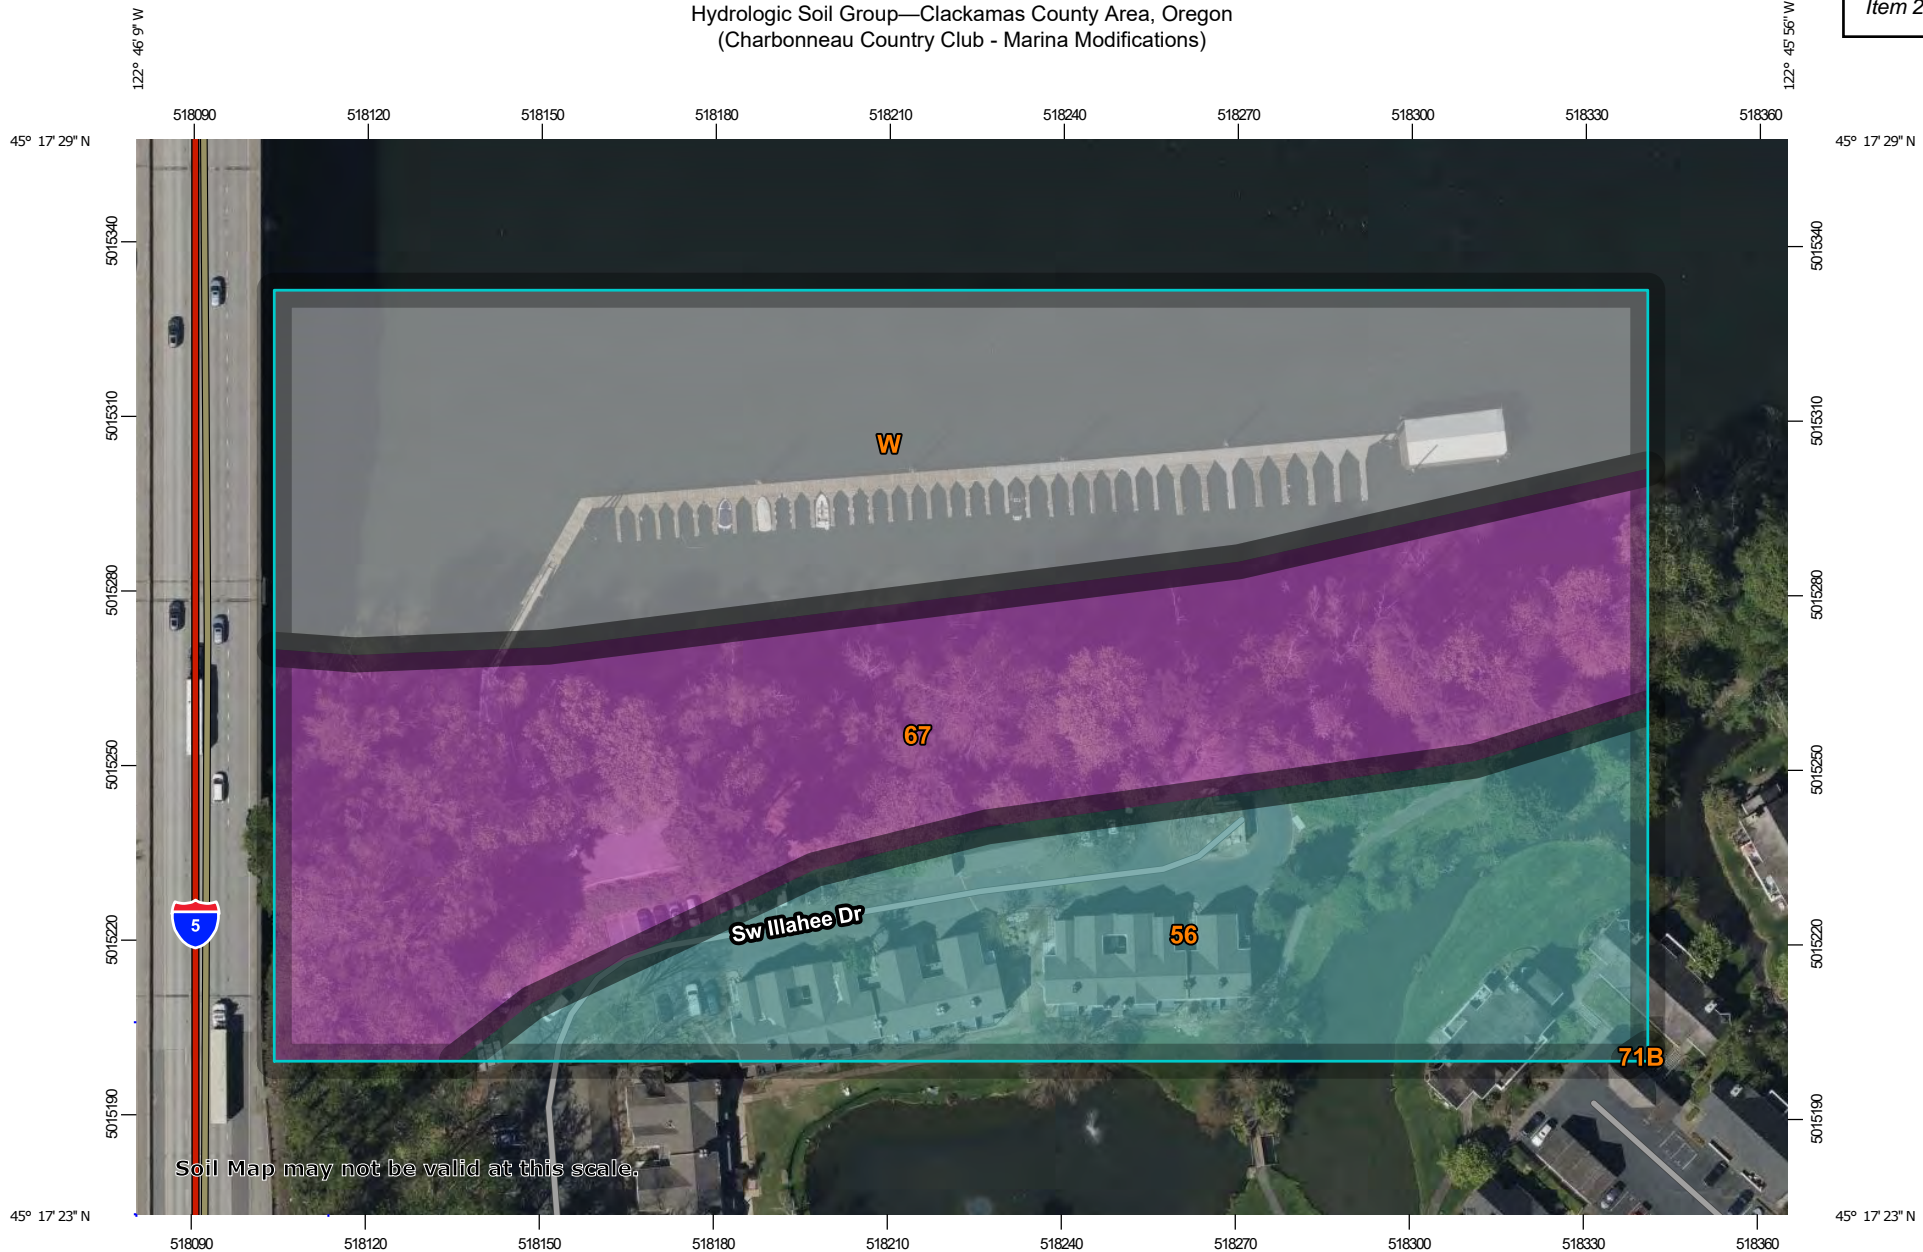 Hydrologic Soil Group—Clackamas County Area, Oregon
(Charbonneau Country Club - Marina Modifications)
Item 2
122° 46' 9" W
122° 45' 56" W
518090 518120 518150 518180 518210 518240 518270 518300 518330 518360
45° 17' 29" N
45° 17' 29" N
5015340
5015340
5015310
5015310
W
5015280
5015280
67
5015250
5015250
5
Sw Illahee Dr
56
5015220
5015220
71B
5015190
5015190
Soil Map may not be valid at this scale.
45° 17' 23" N
45° 17' 23" N
518090 518120 518150 518180 518210 518240 518270 518300 518330 518360